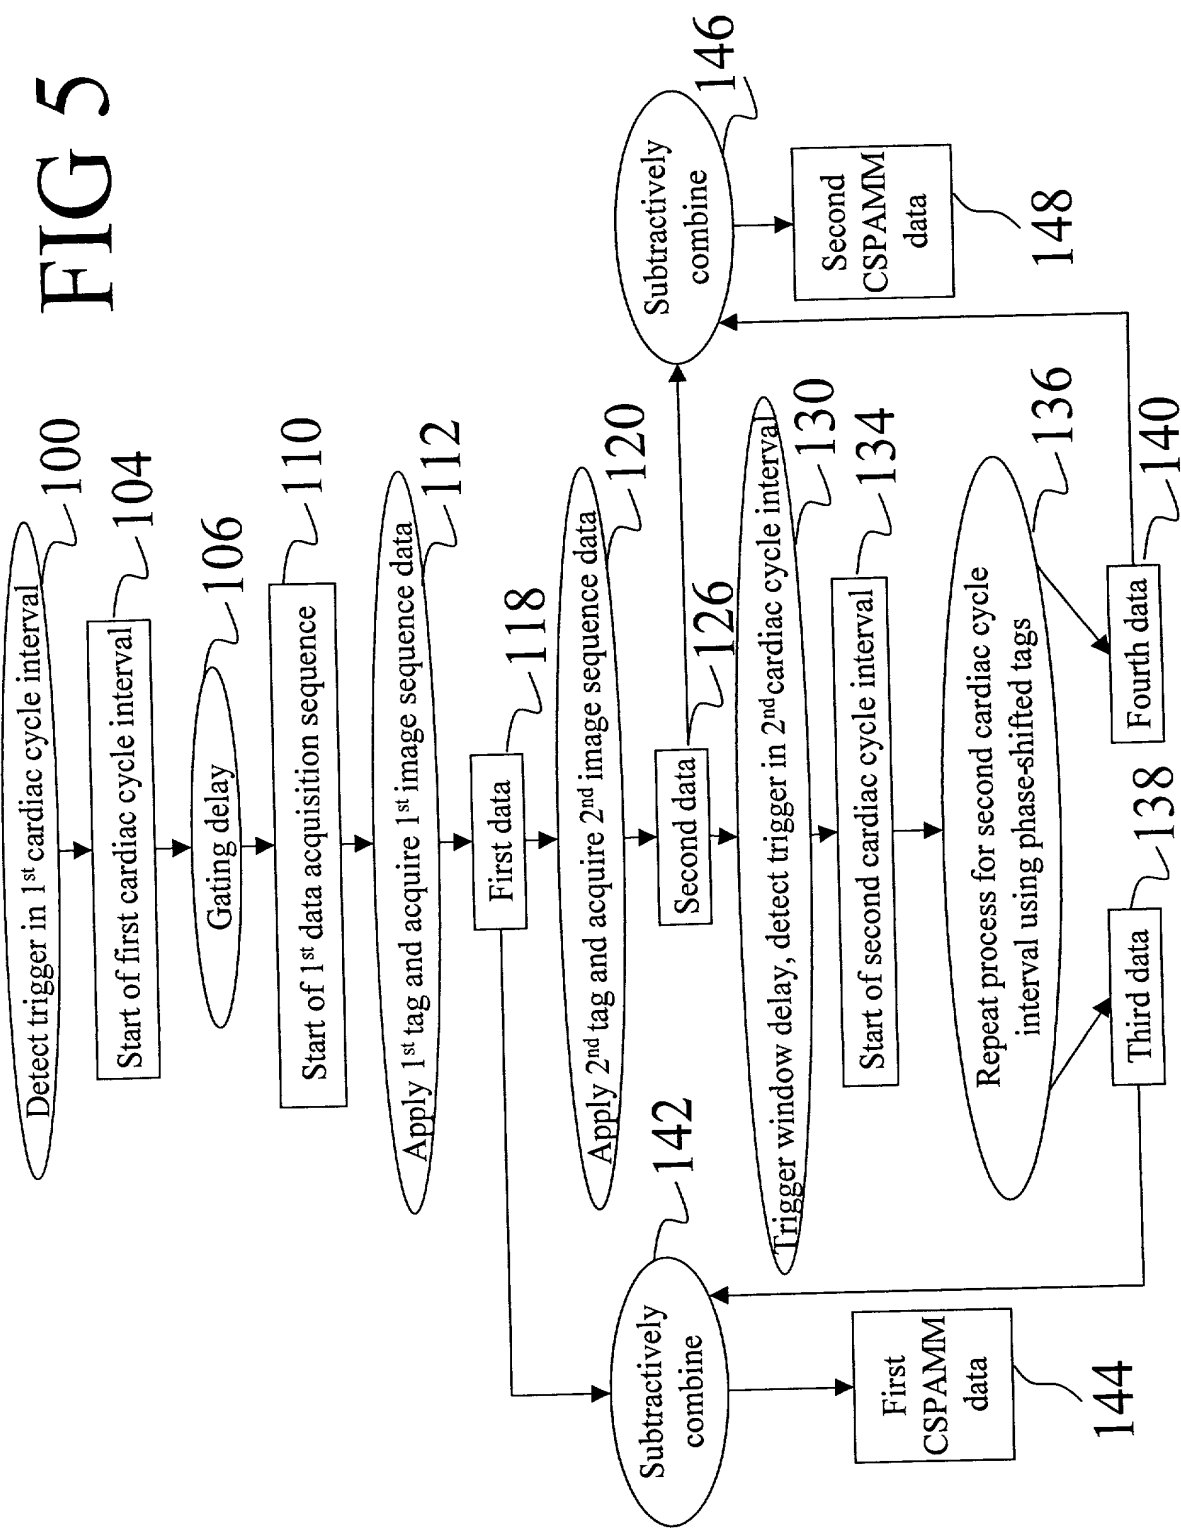 FIG 5
Detect trigger in 1st cardiac cycle interval
100
Start of first cardiac cycle interval
104
Gating delay
106
Start of 1st data acquisition sequence
110
Apply 1st tag and acquire 1st image sequence data
112
First data
118
Apply 2nd tag and acquire 2nd image sequence data
120
Second data
126
Trigger window delay, detect trigger in 2nd cardiac cycle interval
130
Start of second cardiac cycle interval
134
Repeat process for second cardiac cycle
interval using phase-shifted tags
136
Third data
138
Fourth data
140
Subtractively
combine
142
First
CSPAMM
data
144
Subtractively
combine
146
Second
CSPAMM
data
148